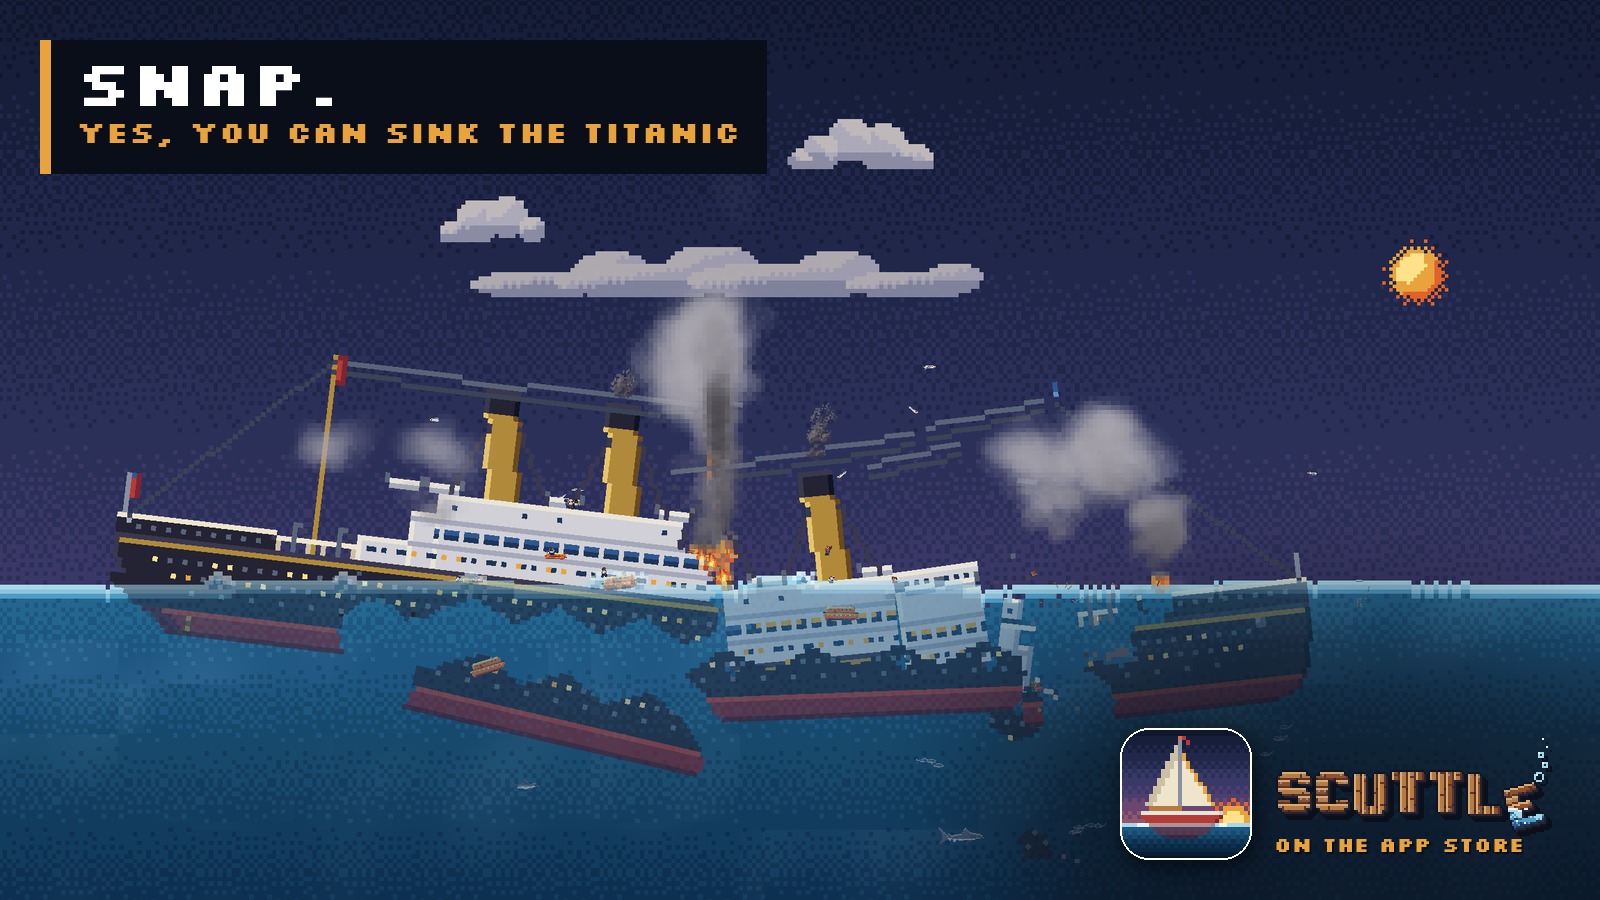 SNAP.
YES, YOU CAN SINK THE TITANIC
SCUTTLE
ON THE APP STORE